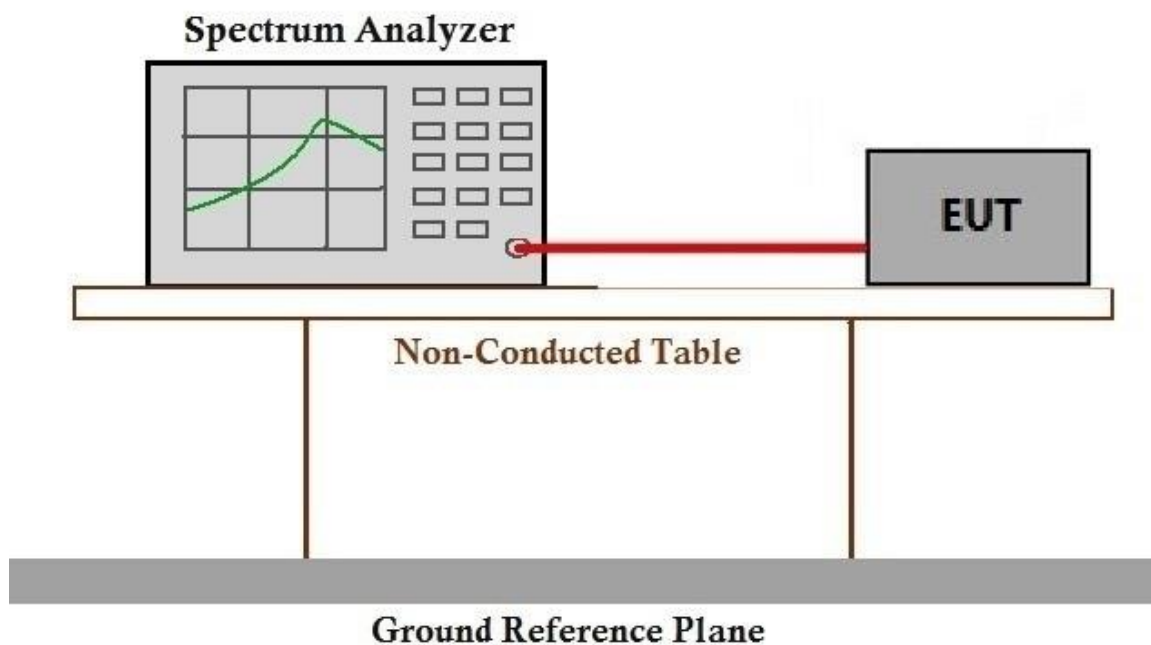 Spectrum Analyzer
EUT
Non-Conducted Table
Ground Reference Plane